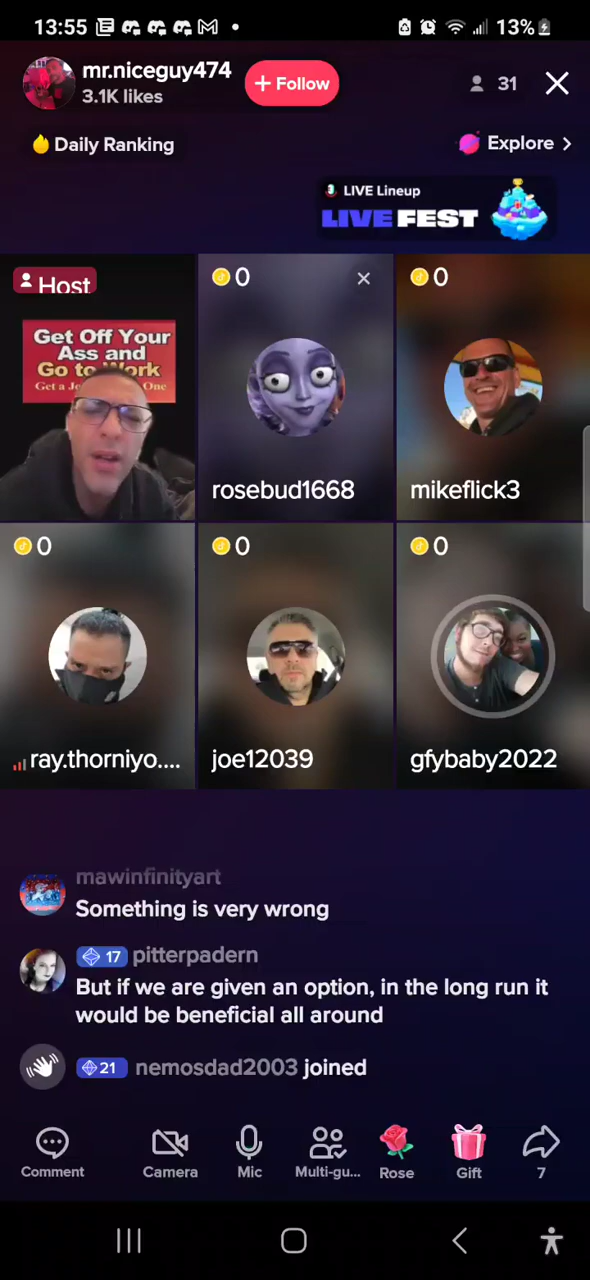 13:55
13%
mr.niceguy474
3.1K likes
+ Follow
31
Daily Ranking
Explore >
LIVE Lineup
LIVE FEST
Host
Get Off Your
Ass and
Go to Work
Get a
One
0
rosebud1668
0
mikeflick3
0
ray.thorniyo....
0
joe12039
0
gfybaby2022
mawinfinityart
Something is very wrong
17 pitterpadern
But if we are given an option, in the long run it
would be beneficial all around
21 nemosdad2003 joined
Comment
Camera
Mic
Multi-gu...
Rose
Gift
7